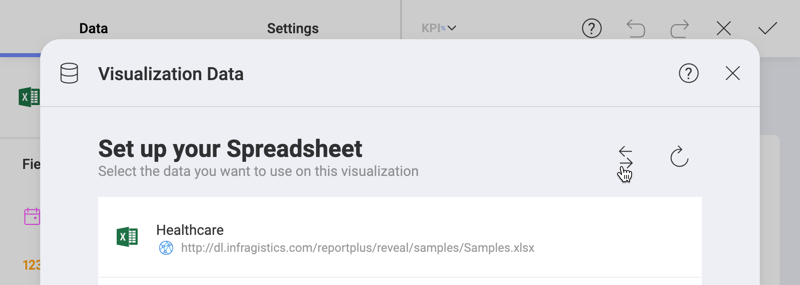 Data Settings KPIs
Visualization Data
Set up your Spreadsheet
Select the data you want to use on this visualization
Fie
Healthcare
http://dl.infragistics.com/reportplus/reveal/samples/Samples.xlsx
123